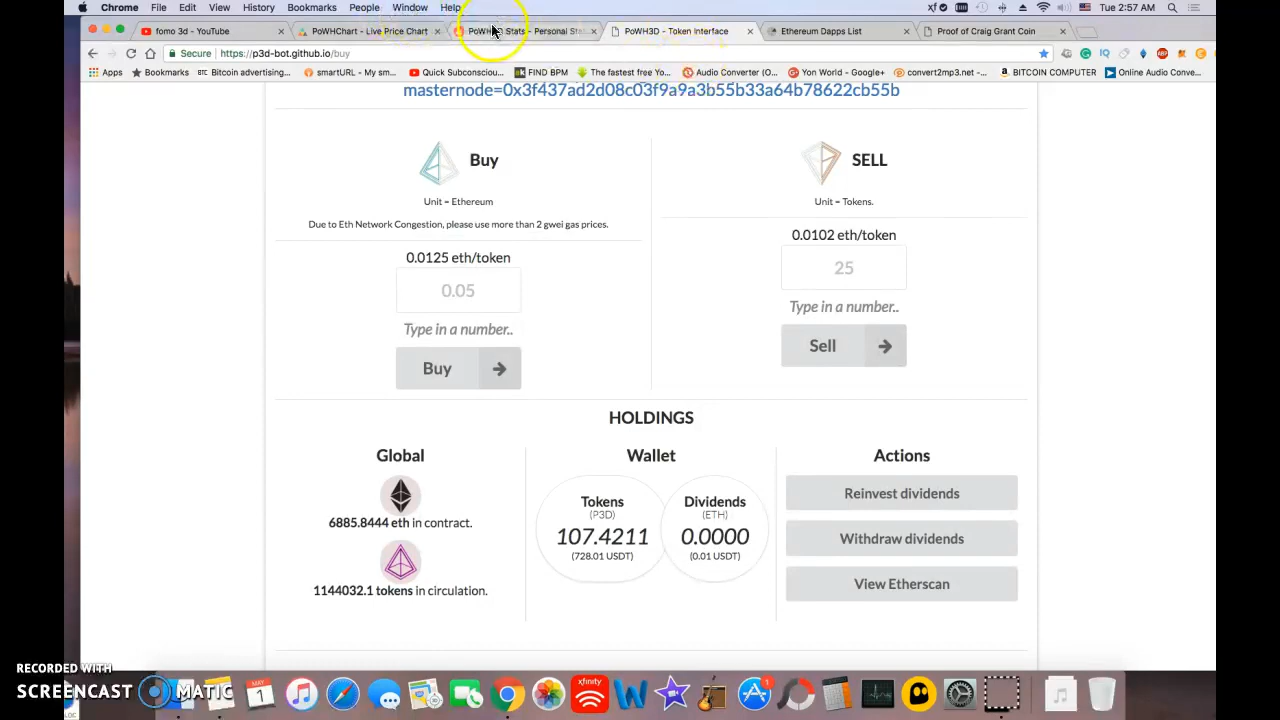 Chrome File Edit View History Bookmarks People Window Help Tue 2:57 AM
fomo 3d - YouTube PoWHChart - Live Price Chart PoWH3D Stats - Personal Sta PoWH3D - Token Interface Ethereum Dapps List Proof of Craig Grant Coin
Secure https://p3d-bot.github.io/buy
Apps Bookmarks Bitcoin advertising... smartURL - My sm... Quick Subconsciou... FIND BPM The fastest free Yo... Audio Converter (O... Yon World - Google+ convert2mp3.net -... BITCOIN COMPUTER Online Audio Conve...
masternode=0x3f437ad2d08c03f9a9a3b55b33a64b78622cb55b
Buy
SELL
Unit = Ethereum
Unit = Tokens.
Due to Eth Network Congestion, please use more than 2 gwei gas prices.
0.0102 eth/token
0.0125 eth/token
25
0.05
Type in a number..
Type in a number..
Sell
Buy
HOLDINGS
Global
Wallet
Actions
Tokens
(P3D)
107.4211
(728.01 USDT)
Dividends
(ETH)
0.0000
(0.01 USDT)
Reinvest dividends
6885.8444 eth in contract.
Withdraw dividends
View Etherscan
1144032.1 tokens in circulation.
RECORDED WITH
SCREENCAST MATIC